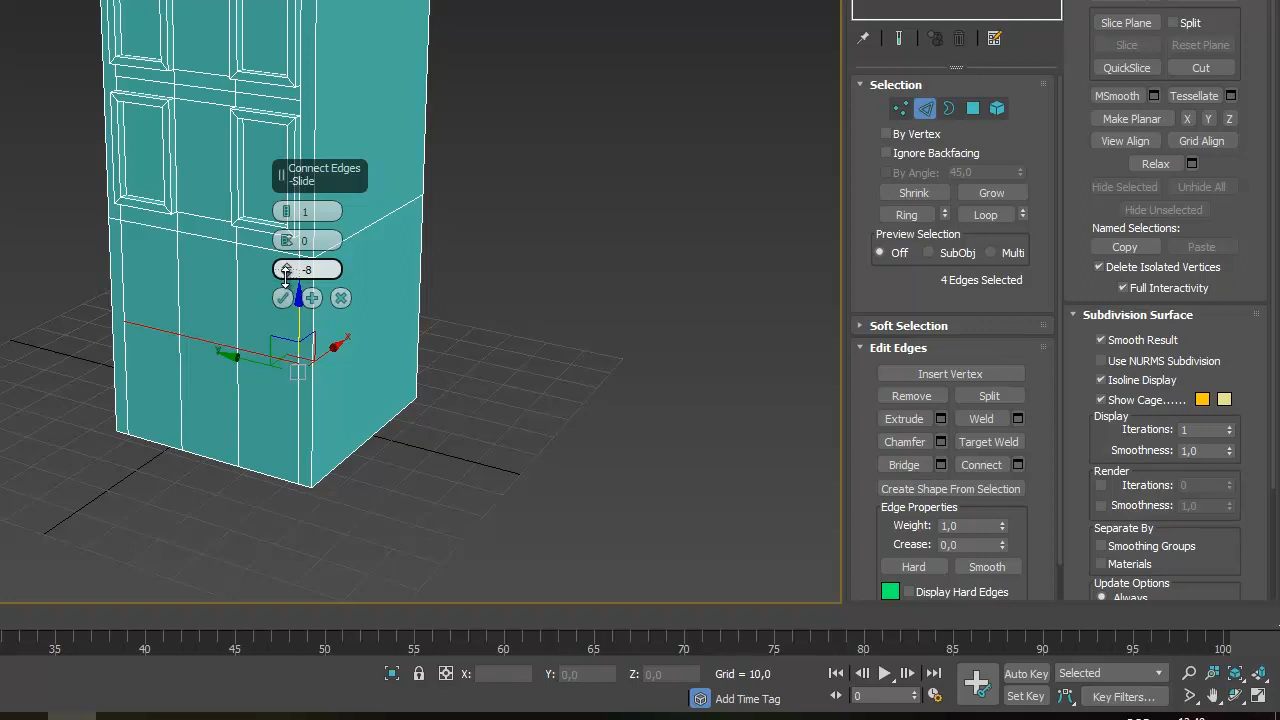 Slice Plane Split
Slice Reset Plane
QuickSlice Cut
MSmooth Tessellate
Make Planar X Y Z
View Align Grid Align
Relax
Hide Selected Unhide All
Hide Unselected
Named Selections:
Copy Paste
Delete Isolated Vertices
Full Interactivity
Subdivision Surface
Smooth Result
Use NURMS Subdivision
Isoline Display
Show Cage......
Display
Iterations: 1
Smoothness: 1,0
Render
Iterations: 0
Smoothness: 1,0
Separate By
Smoothing Groups
Materials
Update Options
Always
Selection
By Vertex
Ignore Backfacing
By Angle: 45,0
Shrink Grow
Ring Loop
Preview Selection
Off SubObj Multi
4 Edges Selected
Soft Selection
Edit Edges
Insert Vertex
Remove Split
Extrude Weld
Chamfer Target Weld
Bridge Connect
Create Shape From Selection
Edge Properties
Weight: 1,0
Crease: 0,0
Hard Smooth
Display Hard Edges
Connect Edges
-Slide
1
0
-8
x
35 40 45 50 55 60 65 70 75 80 85 90 95 100
X: Y: 0,0 Z: 0,0 Grid = 10,0
Add Time Tag
0
Auto Key Selected
Set Key Key Filters...